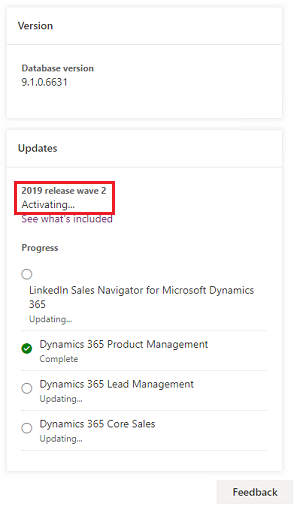 Version
Database version
9.1.0.6631
Updates
2019 release wave 2
Activating...
See what's included
Progress
LinkedIn Sales Navigator for Microsoft Dynamics
365
Updating...
Dynamics 365 Product Management
Complete
Dynamics 365 Lead Management
Updating...
Dynamics 365 Core Sales
Updating...
Feedback